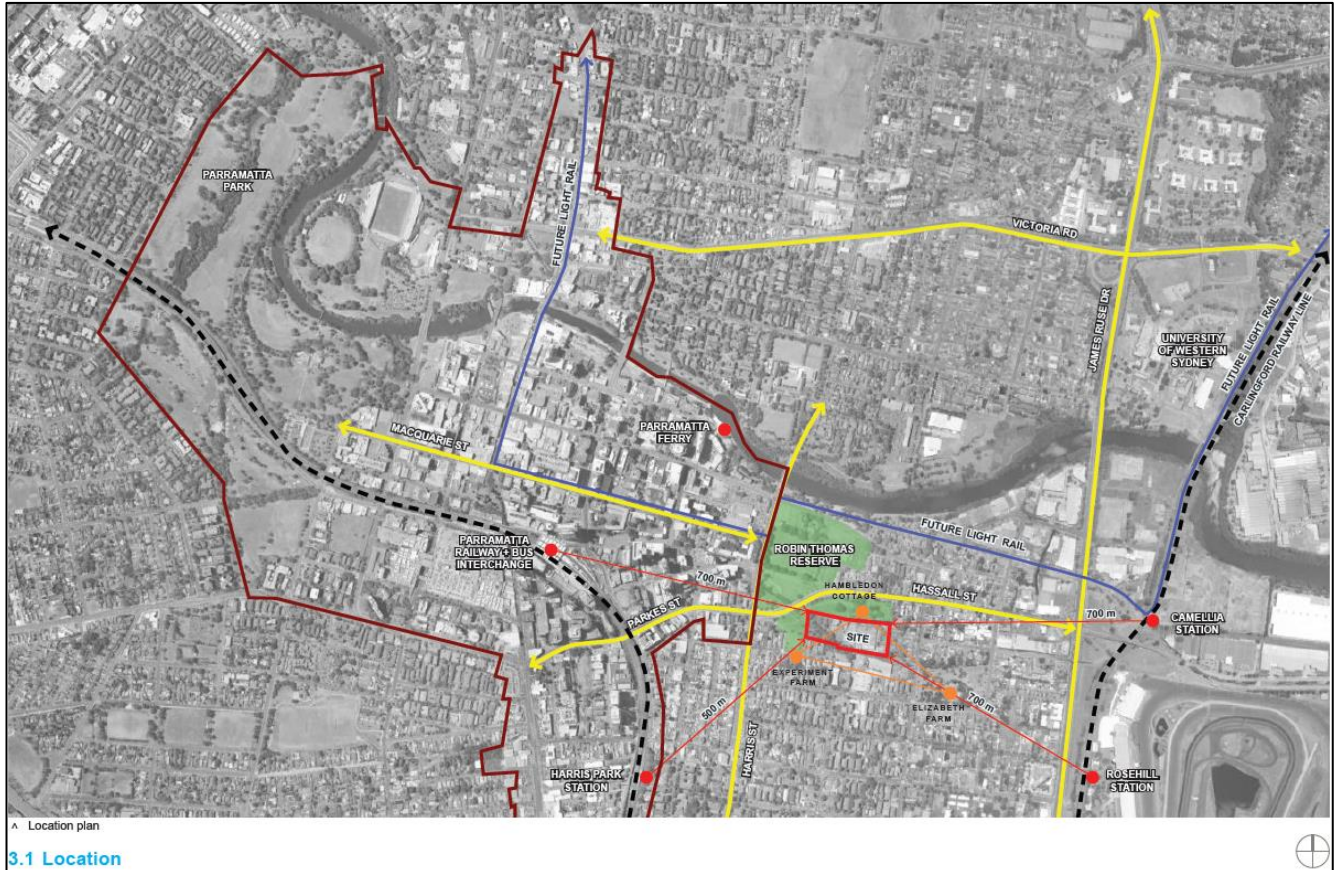 PARRAMATTA
PARK
FUTURE LIGHT RAIL
VICTORIA RD
JAMES RUSE DR
UNIVERSITY
OF WESTERN
SYDNEY
FUTURE LIGHT RAIL
CARLINGFORD RAILWAY LINE
MACQUARIE ST
PARRAMATTA
FERRY
PARRAMATTA
RAILWAY + BUS
INTERCHANGE
FUTURE LIGHT RAIL
ROBIN THOMAS
RESERVE
700 m
HAMBLEDON
COTTAGE
HASSALL ST
PARKES ST
700 m
CAMELLIA
STATION
SITE
EXPERIMENT
FARM
ELIZABETH
FARM
700 m
500 m
HARRIS ST
HARRIS PARK
STATION
ROSEHILL
STATION
^ Location plan
3.1 Location